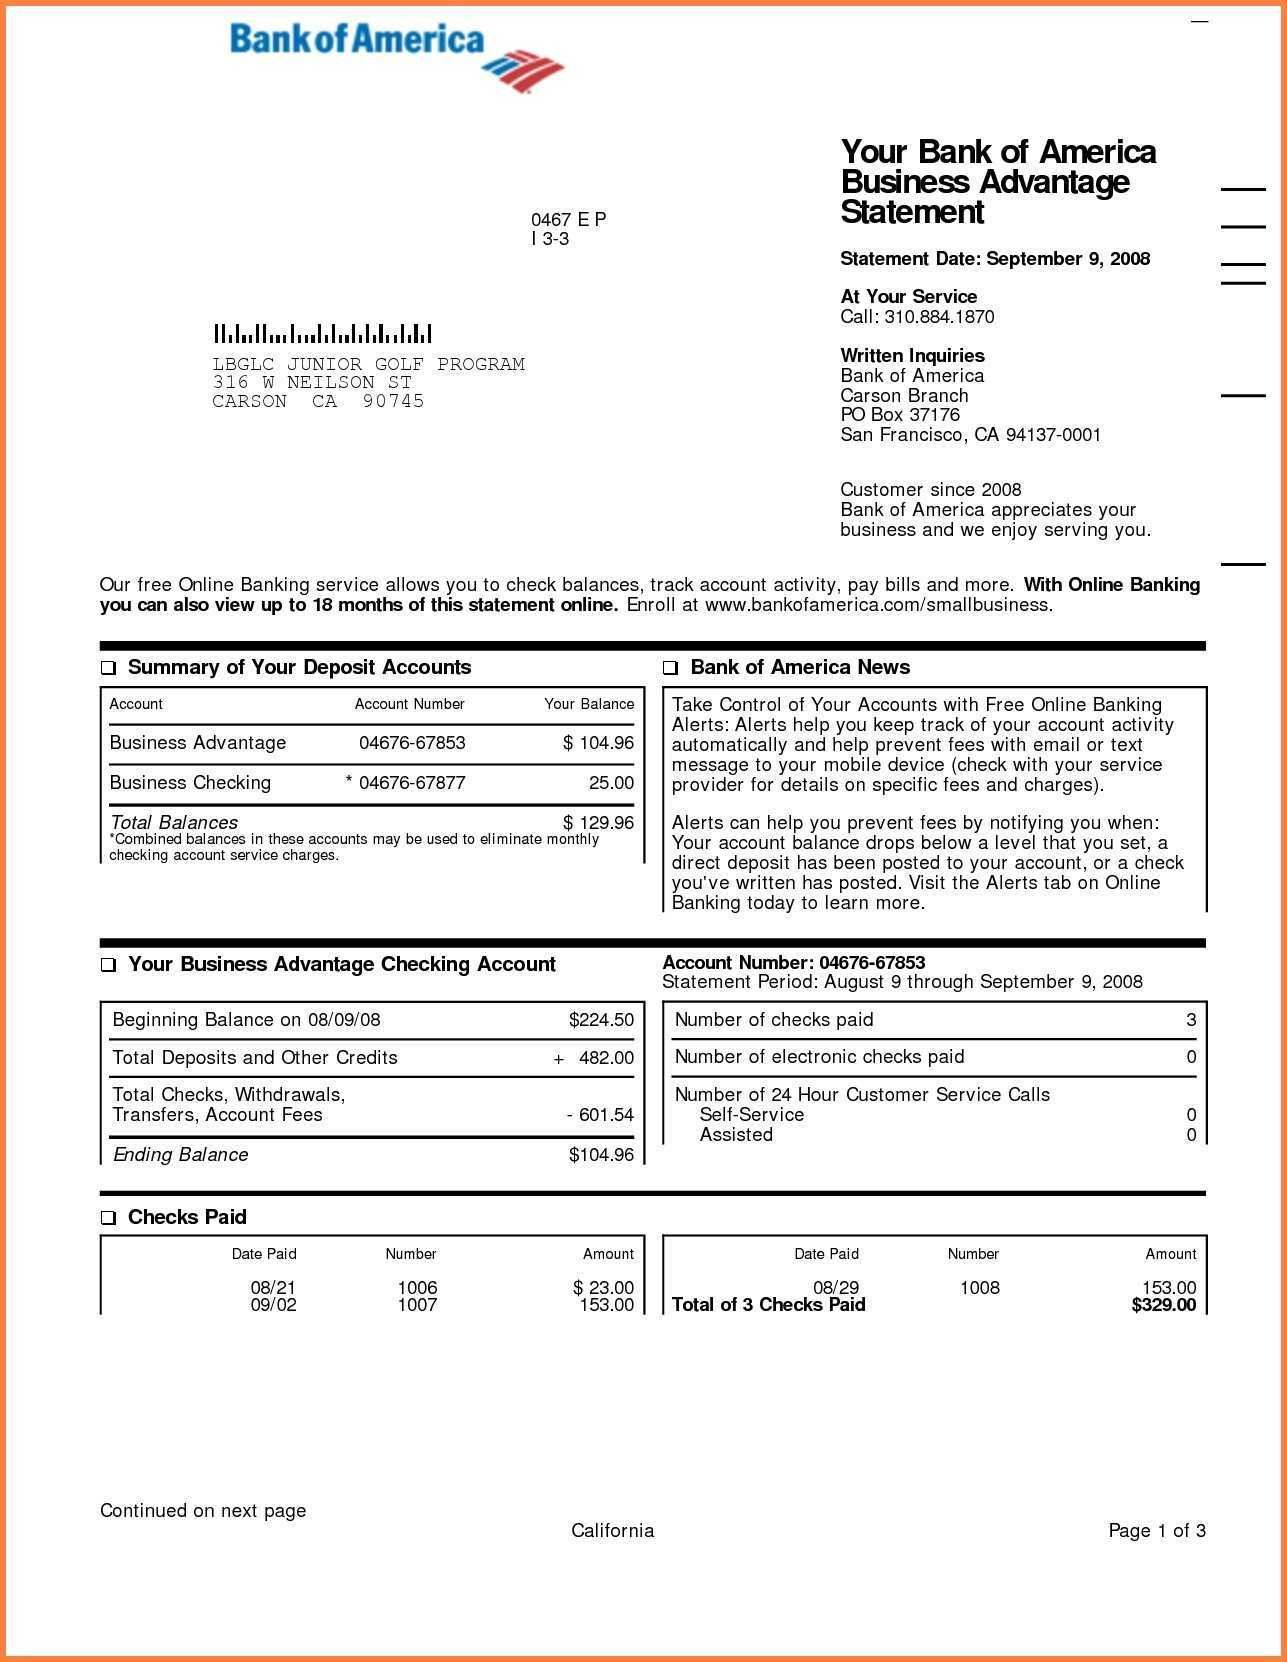 Bank of America
Your Bank of America
Business Advantage
Statement
0467 E P
I 3-3
Statement Date: September 9, 2008
At Your Service
Call: 310.884.1870
LBGLC JUNIOR GOLF PROGRAM
316 W NEILSON ST
CARSON CA 90745
Written Inquiries
Bank of America
Carson Branch
PO Box 37176
San Francisco, CA 94137-0001
Customer since 2008
Bank of America appreciates your
business and we enjoy serving you.
Our free Online Banking service allows you to check balances, track account activity, pay bills and more. With Online Banking
you can also view up to 18 months of this statement online. Enroll at www.bankofamerica.com/smallbusiness.
Summary of Your Deposit Accounts
Account Account Number Your Balance
Business Advantage 04676-67853 $ 104.96
Business Checking * 04676-67877 25.00
Total Balances $ 129.96
*Combined balances in these accounts may be used to eliminate monthly
checking account service charges.
Bank of America News
Take Control of Your Accounts with Free Online Banking
Alerts: Alerts help you keep track of your account activity
automatically and help prevent fees with email or text
message to your mobile device (check with your service
provider for details on specific fees and charges).
Alerts can help you prevent fees by notifying you when:
Your account balance drops below a level that you set, a
direct deposit has been posted to your account, or a check
you've written has posted. Visit the Alerts tab on Online
Banking today to learn more.
Your Business Advantage Checking Account
Account Number: 04676-67853
Statement Period: August 9 through September 9, 2008
Beginning Balance on 08/09/08 $224.50
Total Deposits and Other Credits + 482.00
Total Checks, Withdrawals,
Transfers, Account Fees - 601.54
Ending Balance $104.96
Number of checks paid 3
Number of electronic checks paid 0
Number of 24 Hour Customer Service Calls
Self-Service 0
Assisted 0
Checks Paid
Date Paid Number Amount
08/21 1006 $ 23.00
09/02 1007 153.00
Date Paid Number Amount
08/29 1008 153.00
Total of 3 Checks Paid $329.00
Continued on next page
California
Page 1 of 3